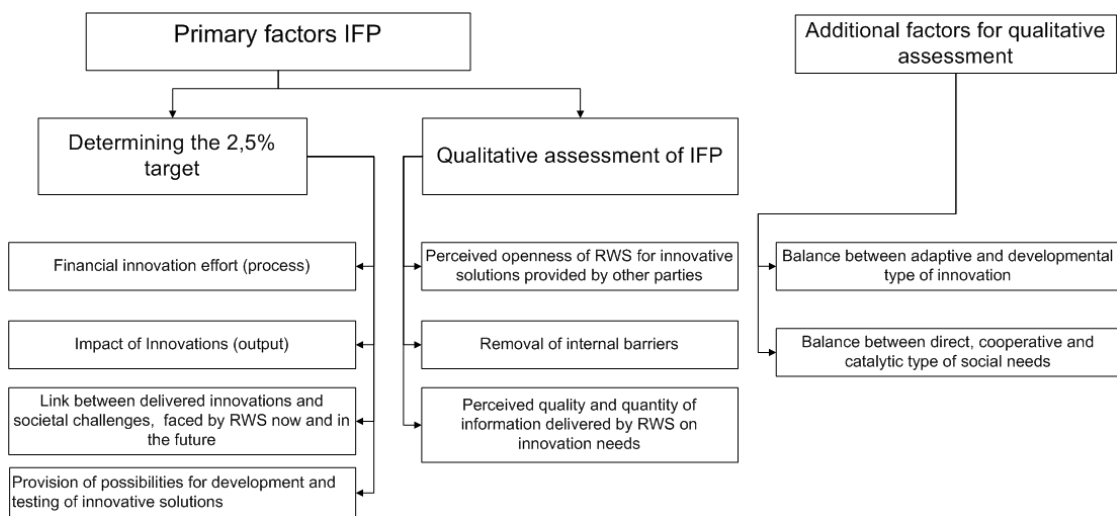 Primary factors IFP
Additional factors for qualitative
assessment
Determining the 2,5%
target
Qualitative assessment of IFP
Financial innovation effort (process)
Impact of Innovations (output)
Link between delivered innovations and
societal challenges, faced by RWS now and in
the future
Provision of possibilities for development and
testing of innovative solutions
Perceived openness of RWS for innovative
solutions provided by other parties
Removal of internal barriers
Perceived quality and quantity of
information delivered by RWS on
innovation needs
Balance between adaptive and developmental
type of innovation
Balance between direct, cooperative and
catalytic type of social needs